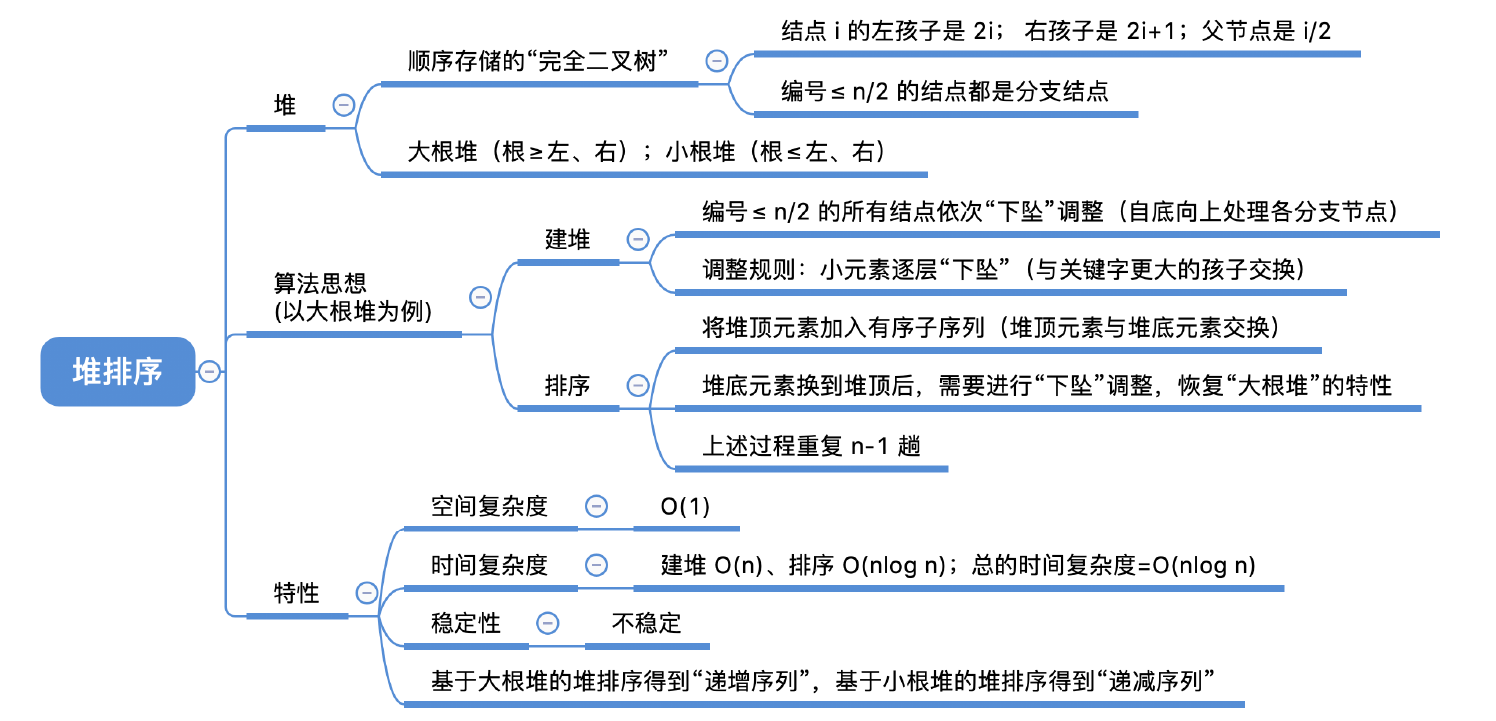 堆排序
堆
顺序存储的“完全二叉树”
结点 i 的左孩子是 2i； 右孩子是 2i+1；父节点是 i/2
编号≤ n/2 的结点都是分支结点
大根堆（根≥左、右）；小根堆（根≤左、右）
算法思想
(以大根堆为例)
建堆
编号≤ n/2 的所有结点依次“下坠”调整（自底向上处理各分支节点）
调整规则：小元素逐层“下坠”（与关键字更大的孩子交换）
排序
将堆顶元素加入有序子序列（堆顶元素与堆底元素交换）
堆底元素换到堆顶后，需要进行“下坠”调整，恢复“大根堆”的特性
上述过程重复 n-1 趟
特性
空间复杂度
O(1)
时间复杂度
建堆 O(n)、排序 O(nlog n)；总的时间复杂度=O(nlog n)
稳定性
不稳定
基于大根堆的堆排序得到“递增序列”，基于小根堆的堆排序得到“递减序列”